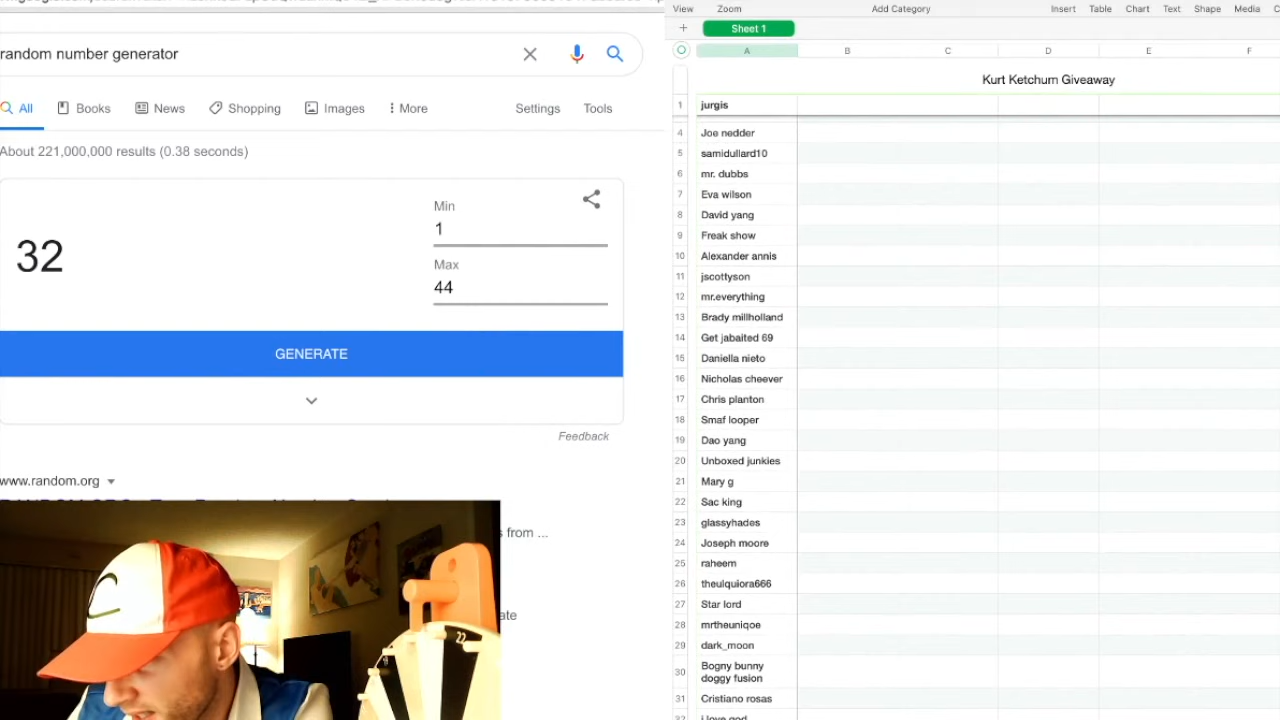 random number generator
All
Books
News
Shopping
Images
More
Settings
Tools
About 221,000,000 results (0.38 seconds)
32
Min
1
Max
44
GENERATE
Feedback
www.random.org
s from ...
ate
22
View Zoom Add Category Insert Table Chart Text Shape Media
+ Sheet 1
A B C D E F
Kurt Ketchum Giveaway
1 jurgis
4 Joe nedder
5 samidullard10
6 mr. dubbs
7 Eva wilson
8 David yang
9 Freak show
10 Alexander annis
11 jscottyson
12 mr.everything
13 Brady millholland
14 Get jabaited 69
15 Daniella nieto
16 Nicholas cheever
17 Chris planton
18 Smaf looper
19 Dao yang
20 Unboxed junkies
21 Mary g
22 Sac king
23 glassyhades
24 Joseph moore
25 raheem
26 theulquiora666
27 Star lord
28 mrtheuniqoe
29 dark_moon
30 Bogny bunny
doggy fusion
31 Cristiano rosas
32 i love god